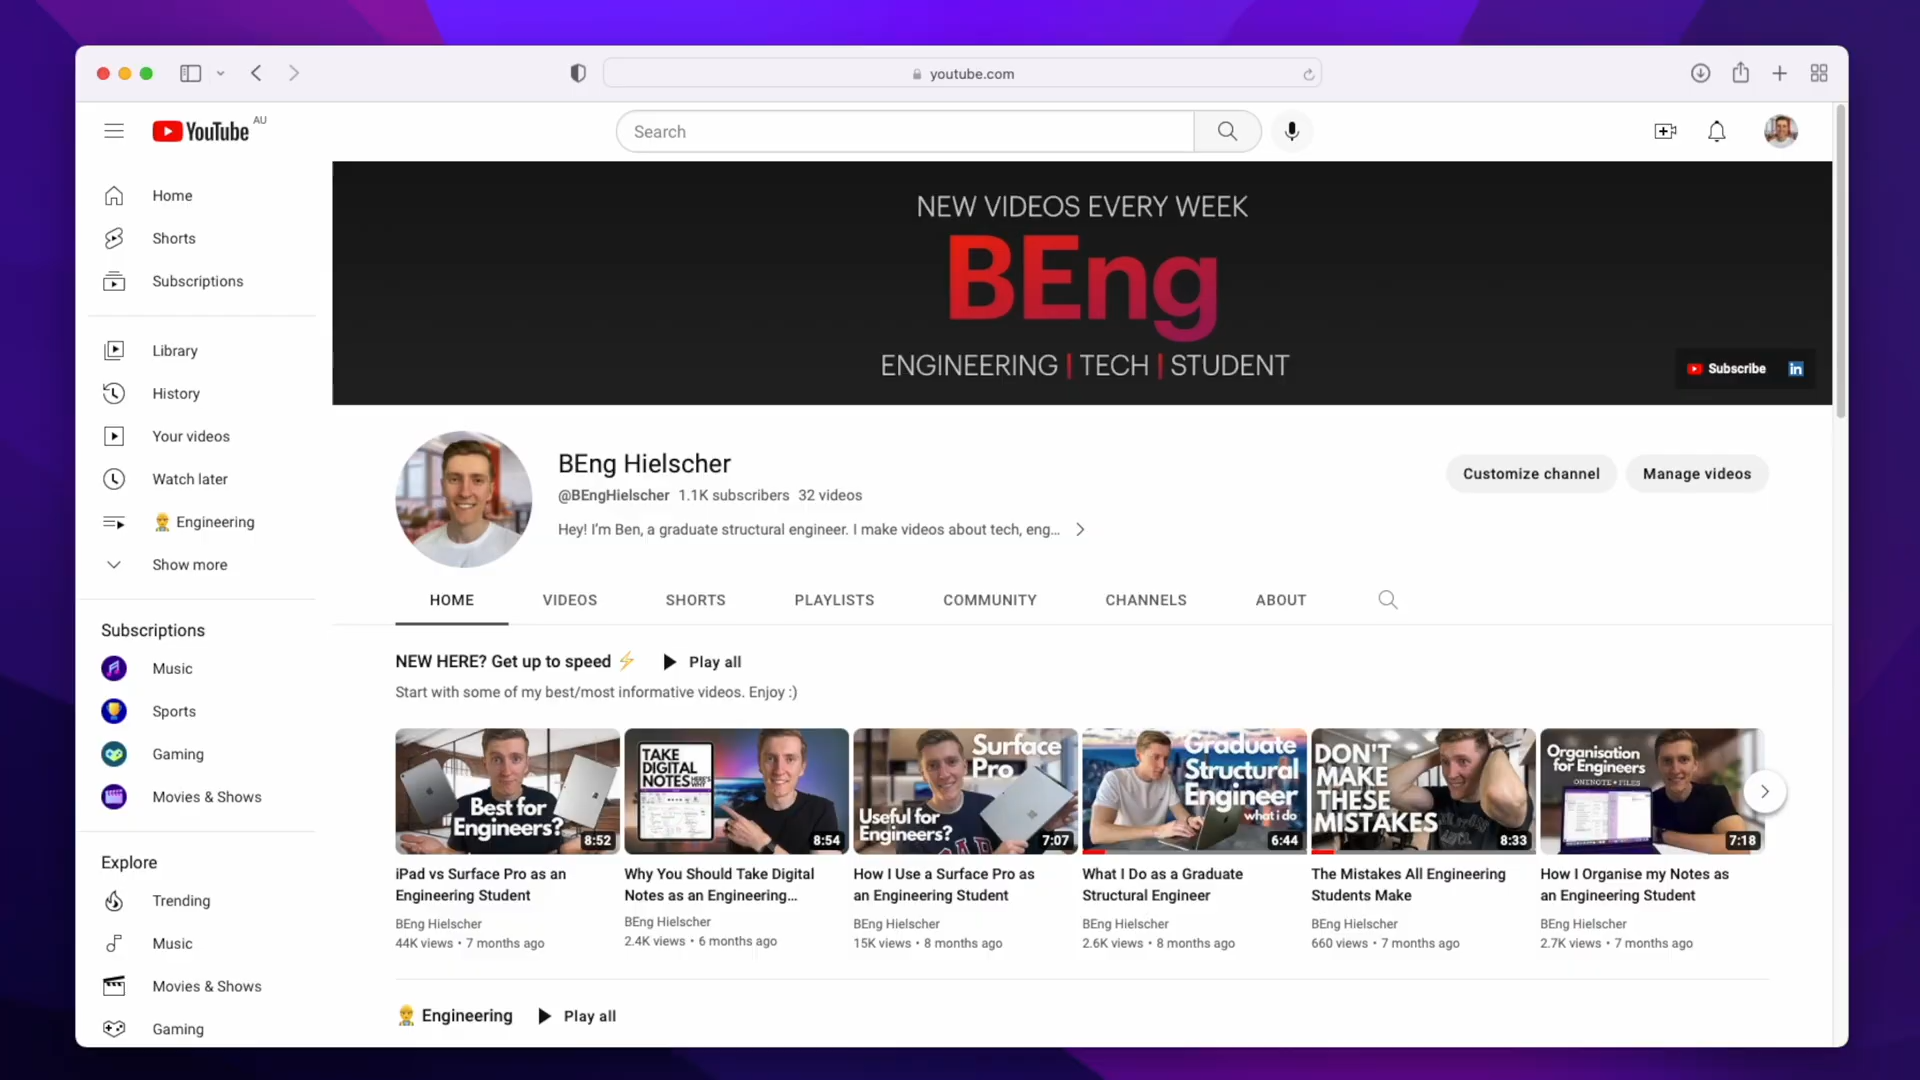 youtube.com
YouTube AU
Search
Home
Shorts
Subscriptions
Library
History
Your videos
Watch later
Engineering
Show more
Subscriptions
Music
Sports
Gaming
Movies & Shows
Explore
Trending
Music
Movies & Shows
Gaming
NEW VIDEOS EVERY WEEK
BEng
ENGINEERING | TECH | STUDENT
Subscribe
in
BEng Hielscher
@BEngHielscher 1.1K subscribers 32 videos
Hey! I'm Ben, a graduate structural engineer. I make videos about tech, eng...
Customize channel
Manage videos
HOME VIDEOS SHORTS PLAYLISTS COMMUNITY CHANNELS ABOUT
NEW HERE? Get up to speed ⚡ Play all
Start with some of my best/most informative videos. Enjoy :)
Best for
Engineers?
8:52
iPad vs Surface Pro as an
Engineering Student
BEng Hielscher
44K views • 7 months ago
TAKE
DIGITAL
NOTES HERE'S
WHY
8:54
Why You Should Take Digital
Notes as an Engineering...
BEng Hielscher
2.4K views • 6 months ago
Surface
Pro
Useful for
Engineers?
7:07
How I Use a Surface Pro as
an Engineering Student
BEng Hielscher
15K views • 8 months ago
Graduate
Structural
Engineer
what i do
6:44
What I Do as a Graduate
Structural Engineer
BEng Hielscher
2.6K views • 8 months ago
DON'T
MAKE
THESE
MISTAKES
8:33
The Mistakes All Engineering
Students Make
BEng Hielscher
660 views • 7 months ago
Organisation
for Engineers
ONENOTE • FILES
7:18
How I Organise my Notes as
an Engineering Student
BEng Hielscher
2.7K views • 7 months ago
Engineering Play all